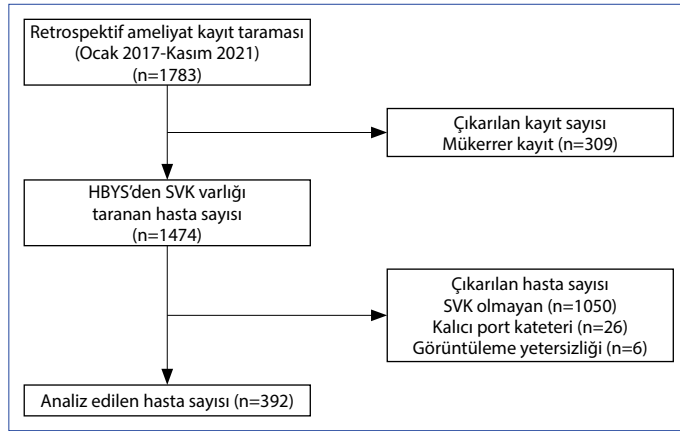 Retrospektif ameliyat kayıt taraması
(Ocak 2017-Kasım 2021)
(n=1783)
Çıkarılan kayıt sayısı
Mükerrer kayıt (n=309)
HBYS’den SVK varlığı
taranan hasta sayısı
(n=1474)
Çıkarılan hasta sayısı
SVK olmayan (n=1050)
Kalıcı port kateteri (n=26)
Görüntüleme yetersizliği (n=6)
Analiz edilen hasta sayısı (n=392)